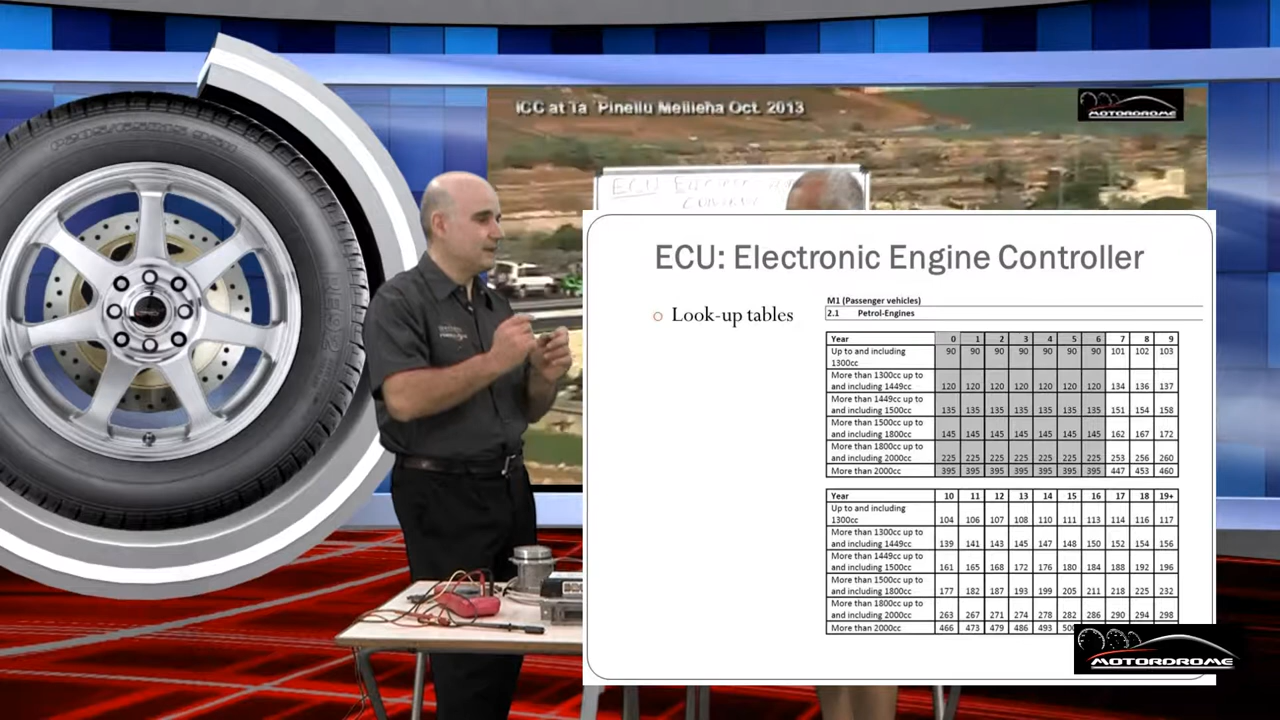 ICC at Ta `Pinellu Mellieha Oct. 2013
MOTORDROME
ECU
ECU: Electronic Engine Controller
Look-up tables
M1 (Passenger vehicles)
2.1 Petrol-Engines
Year 0 1 2 3 4 5 6 7 8 9
Up to and including 1300cc 90 90 90 90 90 90 90 101 102 103
More than 1300cc up to and including 1449cc 120 120 120 120 120 120 120 134 136 137
More than 1449cc up to and including 1500cc 135 135 135 135 135 135 135 151 154 158
More than 1500cc up to and including 1800cc 145 145 145 145 145 145 145 162 167 172
More than 1800cc up to and including 2000cc 225 225 225 225 225 225 225 253 256 260
More than 2000cc 395 395 395 395 395 395 395 447 453 460
Year 10 11 12 13 14 15 16 17 18 19+
Up to and including 1300cc 104 106 107 108 110 111 113 114 116 117
More than 1300cc up to and including 1449cc 139 141 143 145 147 148 150 152 154 156
More than 1449cc up to and including 1500cc 161 165 168 172 176 180 184 188 192 196
More than 1500cc up to and including 1800cc 177 182 187 193 199 205 211 218 225 232
More than 1800cc up to and including 2000cc 263 267 271 274 278 282 286 290 294 298
More than 2000cc 466 473 479 486 493
MOTORDROME